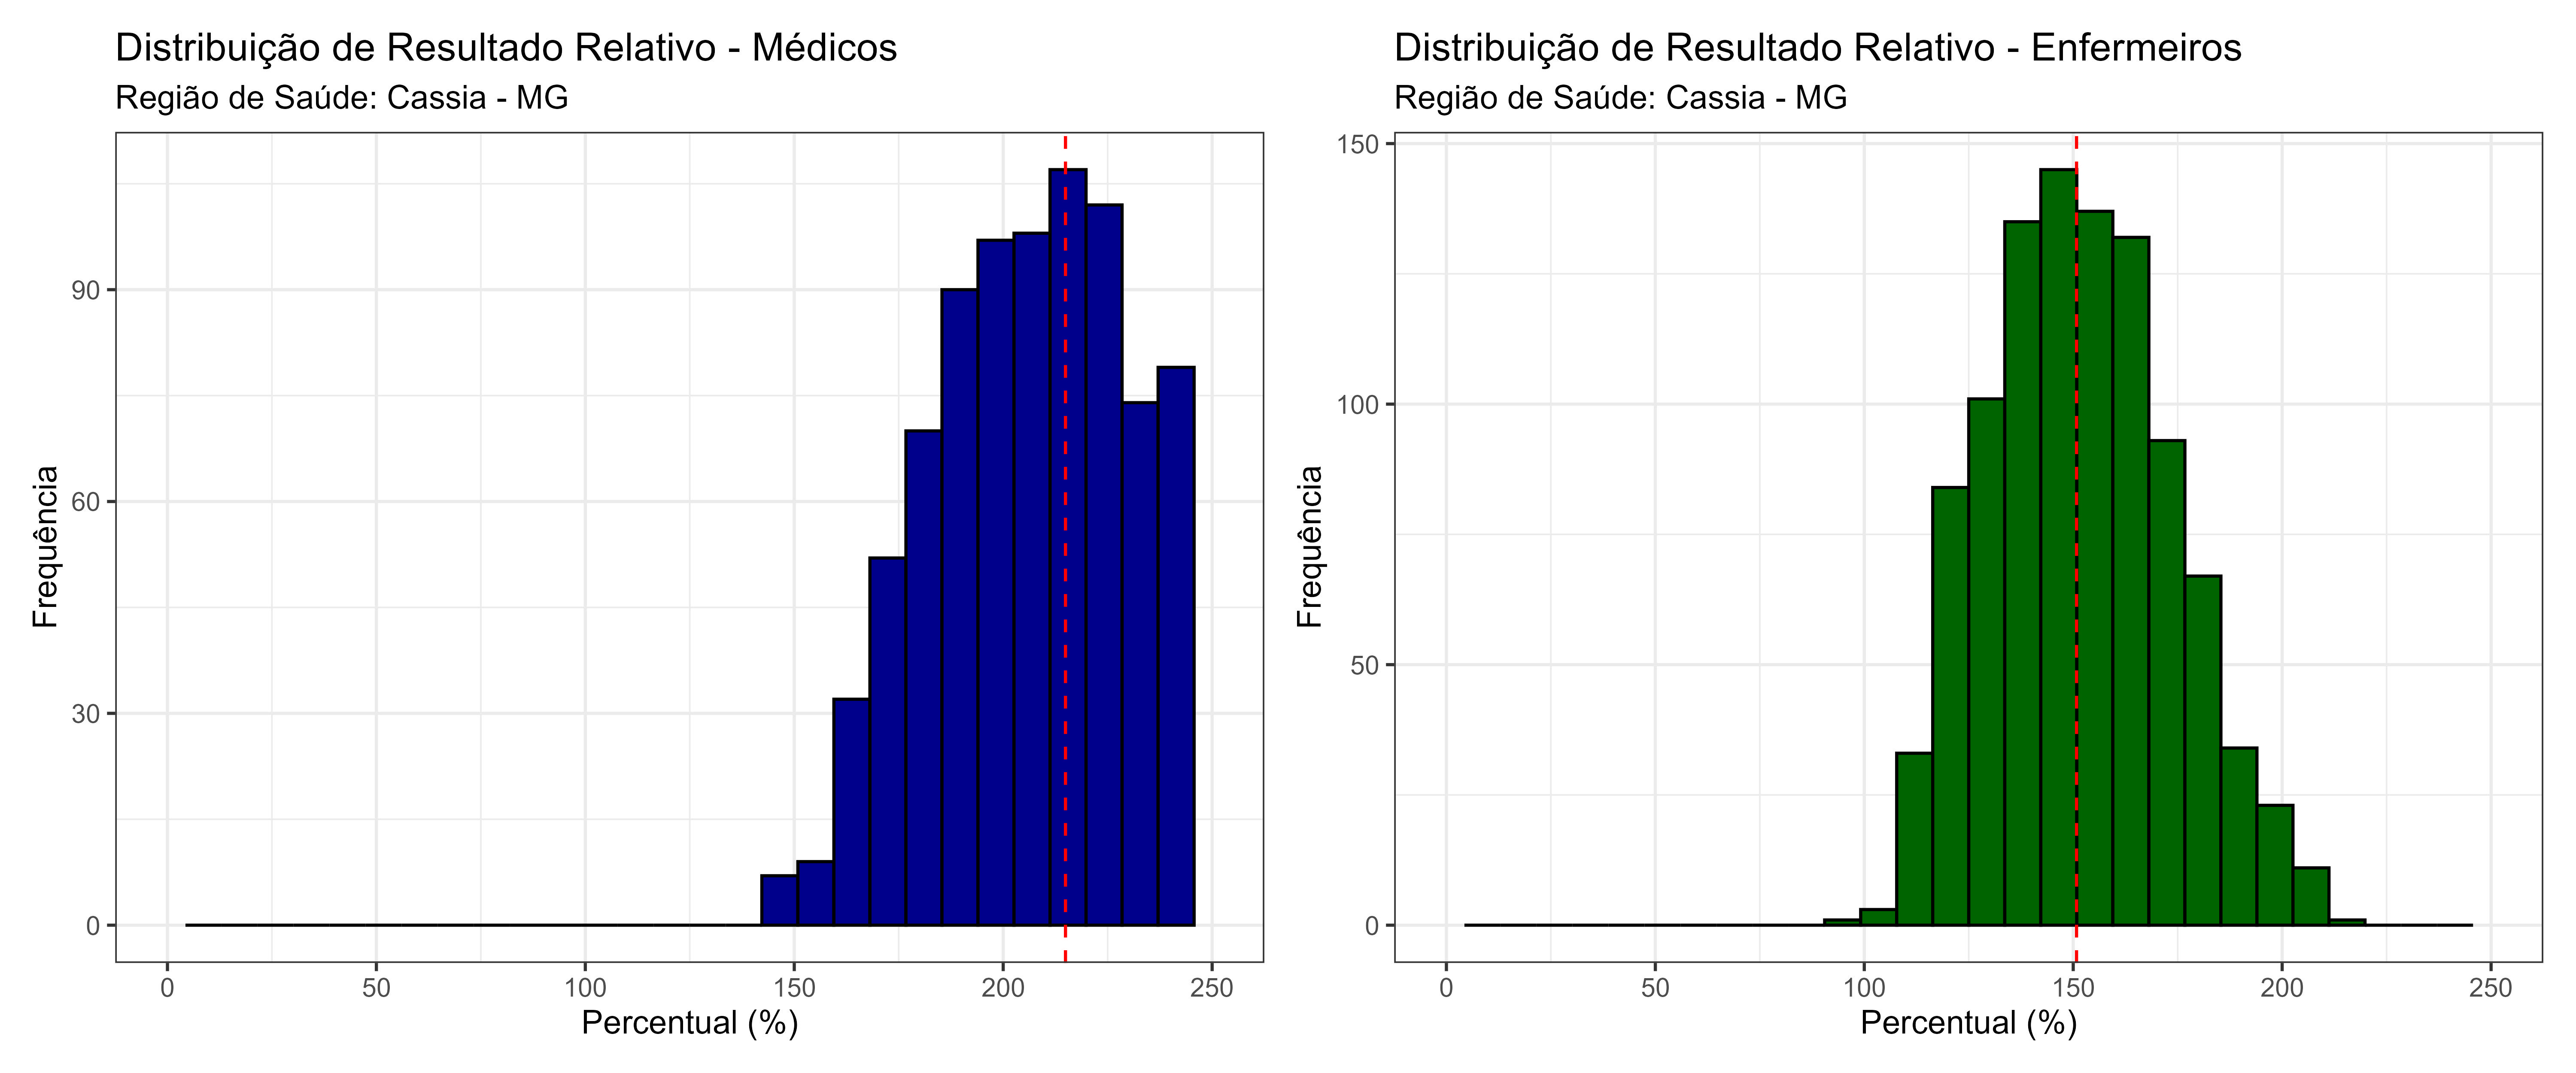 Distribuição de Resultado Relativo - Médicos
Região de Saúde: Cassia - MG
Frequência
90
60
30
0
0 50 100 150 200 250
Percentual (%)
Distribuição de Resultado Relativo - Enfermeiros
Região de Saúde: Cassia - MG
Frequência
150
100
50
0
0 50 100 150 200 250
Percentual (%)